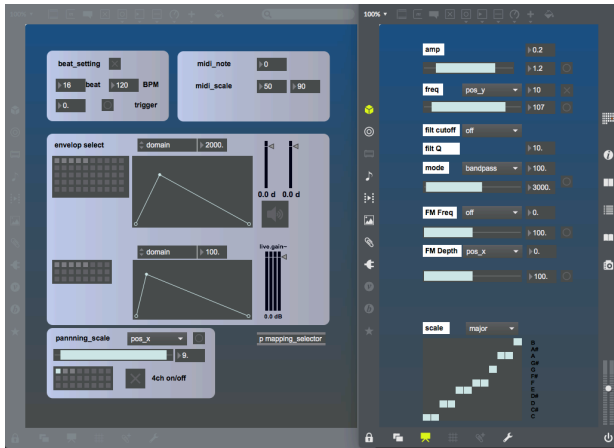 100%
beat_setting
16 beat 120 BPM
0. trigger
midi_note 0
midi_scale 50 90
envelop select domain 2000.
0.0 d 0.0 d
domain 100.
live.gain~
0.0 dB
pannning_scale pos_x
9.
4ch on/off
p mapping_selector
100%
amp 0.2
1.2
freq pos_y 10
107
filt cutoff off
filt Q 10.
mode bandpass 100.
3000.
FM Freq off 0.
100.
FM Depth pos_x 0.
100.
scale major
B
A#
A
G#
G
F#
F
E
D#
D
C#
C